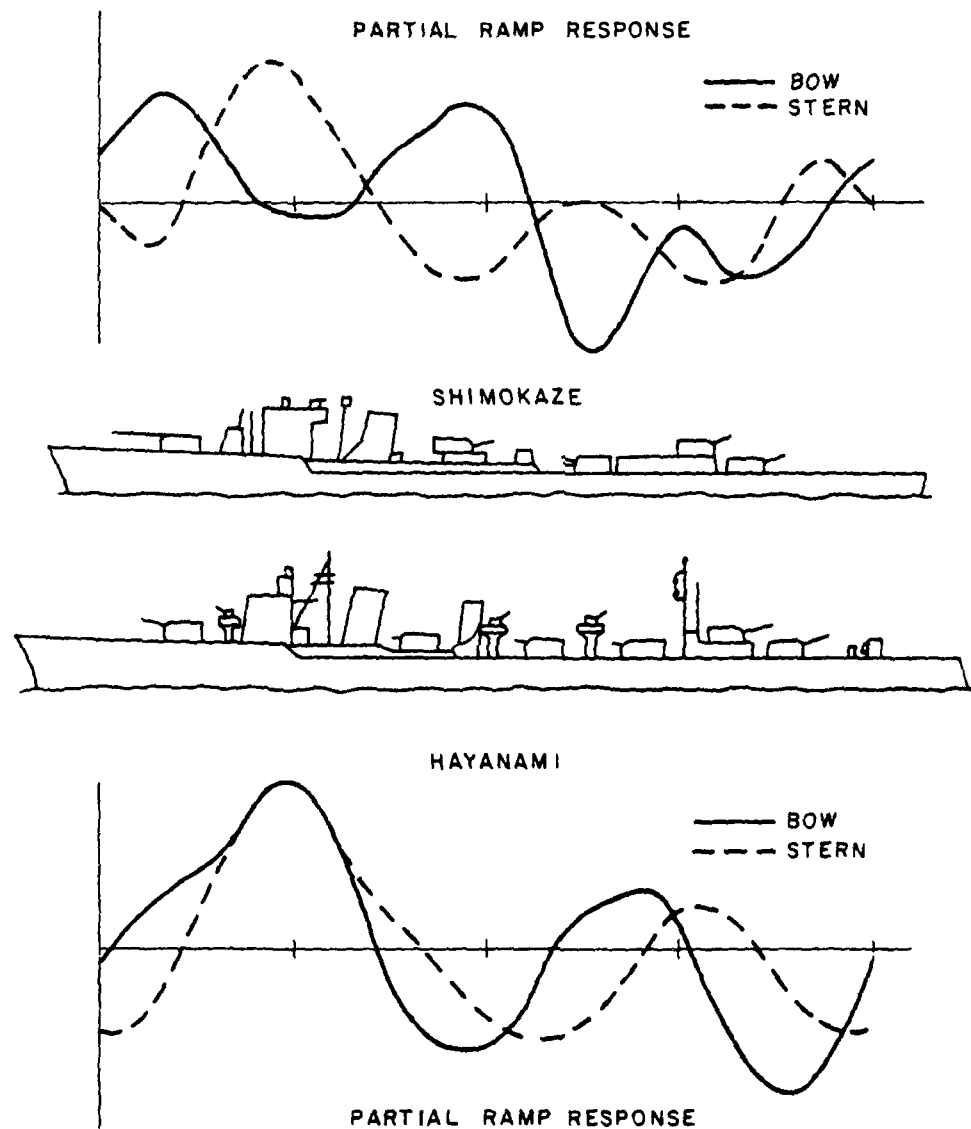 PARTIAL RAMP RESPONSE
BOW
STERN
SHIMOKAZE
HAYANAMI
BOW
STERN
PARTIAL RAMP RESPONSE